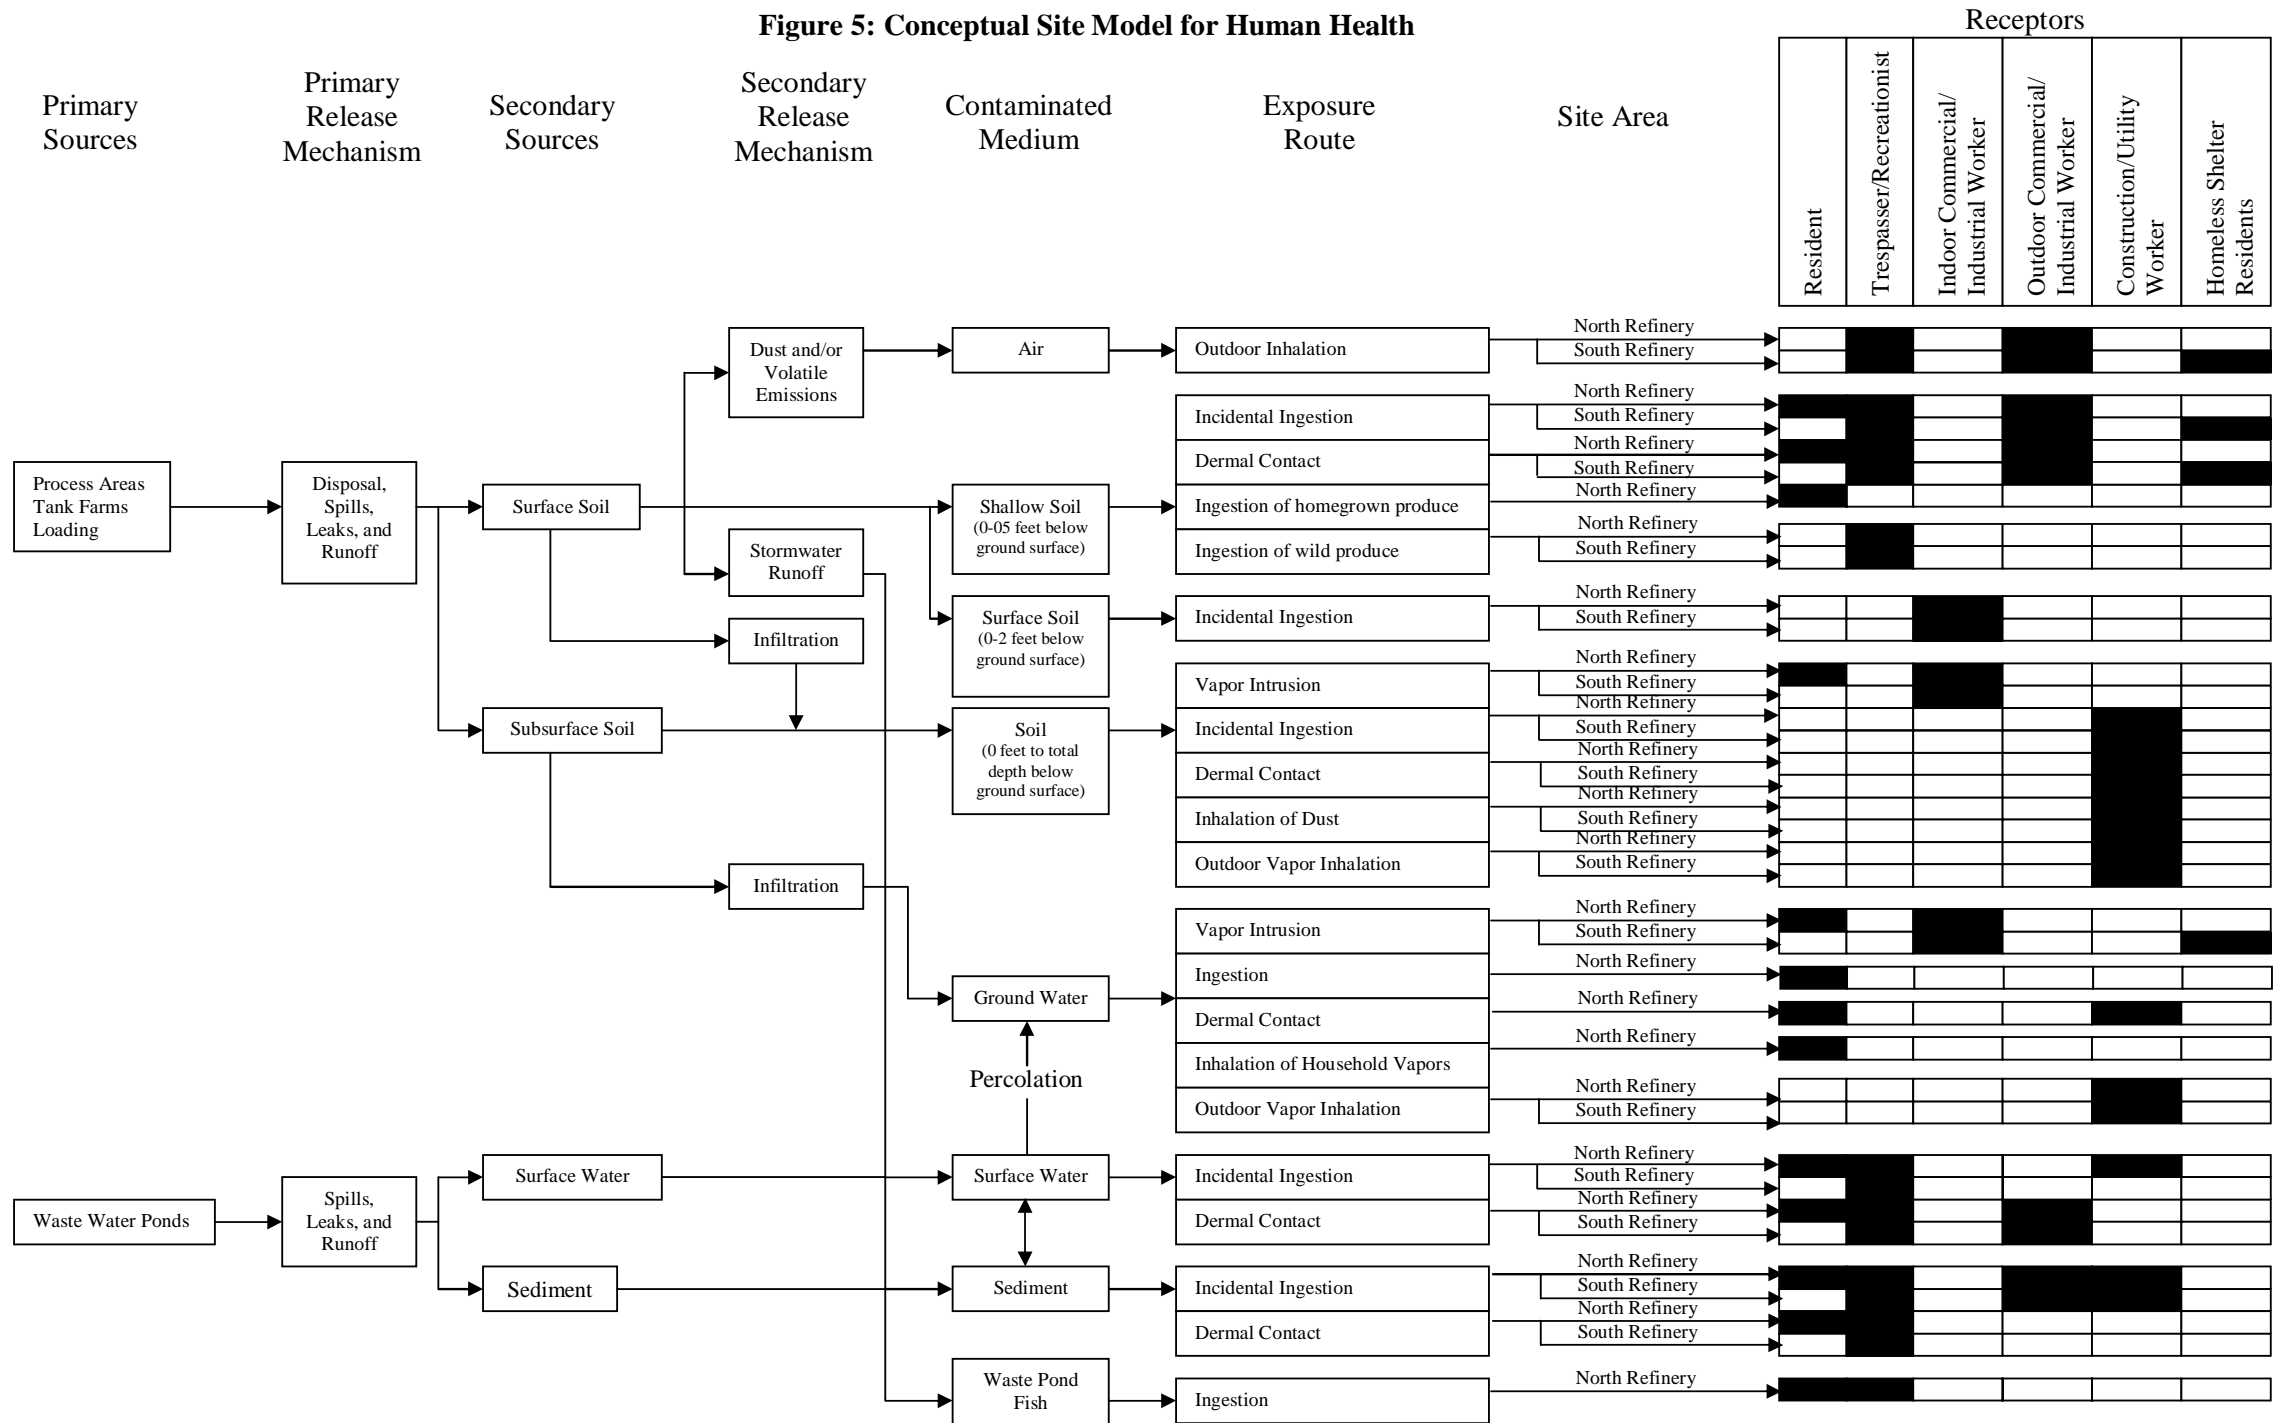 Figure 5: Conceptual Site Model for Human Health
Receptors
Primary
Sources
Primary
Release
Mechanism
Secondary
Sources
Secondary
Release
Mechanism
Contaminated
Medium
Exposure
Route
Site Area
Resident
Trespasser/Recreationist
Indoor Commercial/
Industrial Worker
Outdoor Commercial/
Industrial Worker
Construction/Utility
Worker
Homeless Shelter
Residents
Process Areas
Tank Farms
Loading
Disposal,
Spills,
Leaks, and
Runoff
Surface Soil
Subsurface Soil
Dust and/or
Volatile
Emissions
Stormwater
Runoff
Infiltration
Infiltration
Air
Outdoor Inhalation
North Refinery
South Refinery
Shallow Soil
(0-05 feet below
ground surface)
Incidental Ingestion
North Refinery
South Refinery
Dermal Contact
North Refinery
South Refinery
Ingestion of homegrown produce
North Refinery
Ingestion of wild produce
North Refinery
South Refinery
Surface Soil
(0-2 feet below
ground surface)
Incidental Ingestion
North Refinery
South Refinery
Soil
(0 feet to total
depth below
ground surface)
Vapor Intrusion
North Refinery
South Refinery
Incidental Ingestion
North Refinery
South Refinery
Dermal Contact
North Refinery
South Refinery
Inhalation of Dust
North Refinery
South Refinery
Outdoor Vapor Inhalation
North Refinery
South Refinery
Ground Water
Percolation
Vapor Intrusion
North Refinery
South Refinery
Ingestion
North Refinery
Dermal Contact
North Refinery
Inhalation of Household Vapors
North Refinery
Outdoor Vapor Inhalation
North Refinery
South Refinery
Waste Water Ponds
Spills,
Leaks, and
Runoff
Surface Water
Sediment
Surface Water
Incidental Ingestion
North Refinery
South Refinery
Dermal Contact
North Refinery
South Refinery
Sediment
Incidental Ingestion
North Refinery
South Refinery
Dermal Contact
North Refinery
South Refinery
Waste Pond
Fish
Ingestion
North Refinery